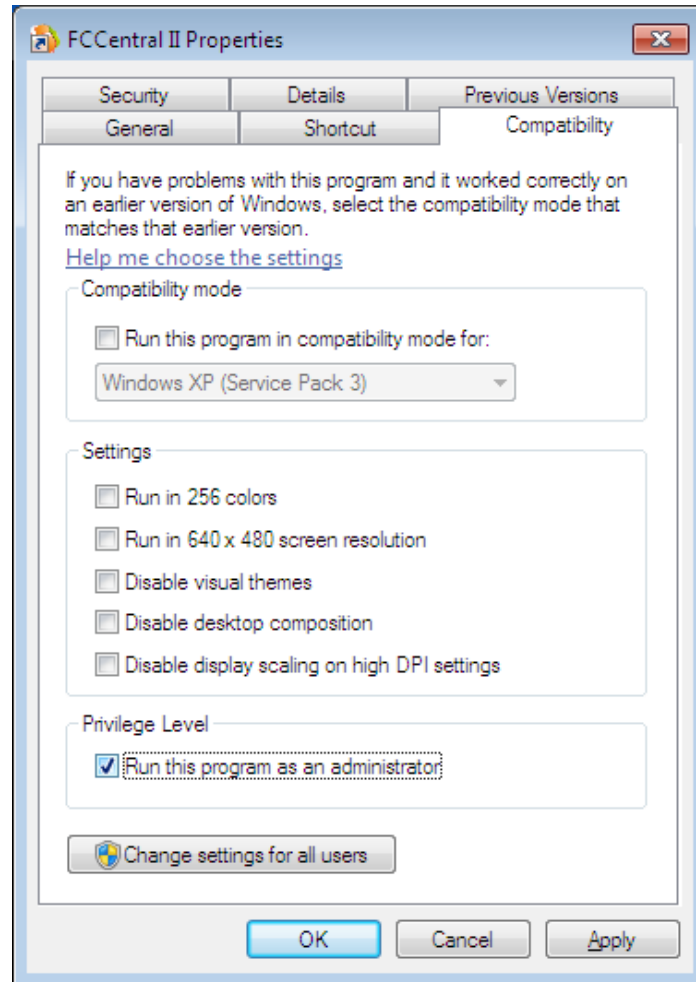 FCCentral II Properties
Security Details Previous Versions
General Shortcut Compatibility
If you have problems with this program and it worked correctly on
an earlier version of Windows, select the compatibility mode that
matches that earlier version.
Help me choose the settings
Compatibility mode
Run this program in compatibility mode for:
Windows XP (Service Pack 3)
Settings
Run in 256 colors
Run in 640 x 480 screen resolution
Disable visual themes
Disable desktop composition
Disable display scaling on high DPI settings
Privilege Level
Run this program as an administrator
Change settings for all users
OK Cancel Apply